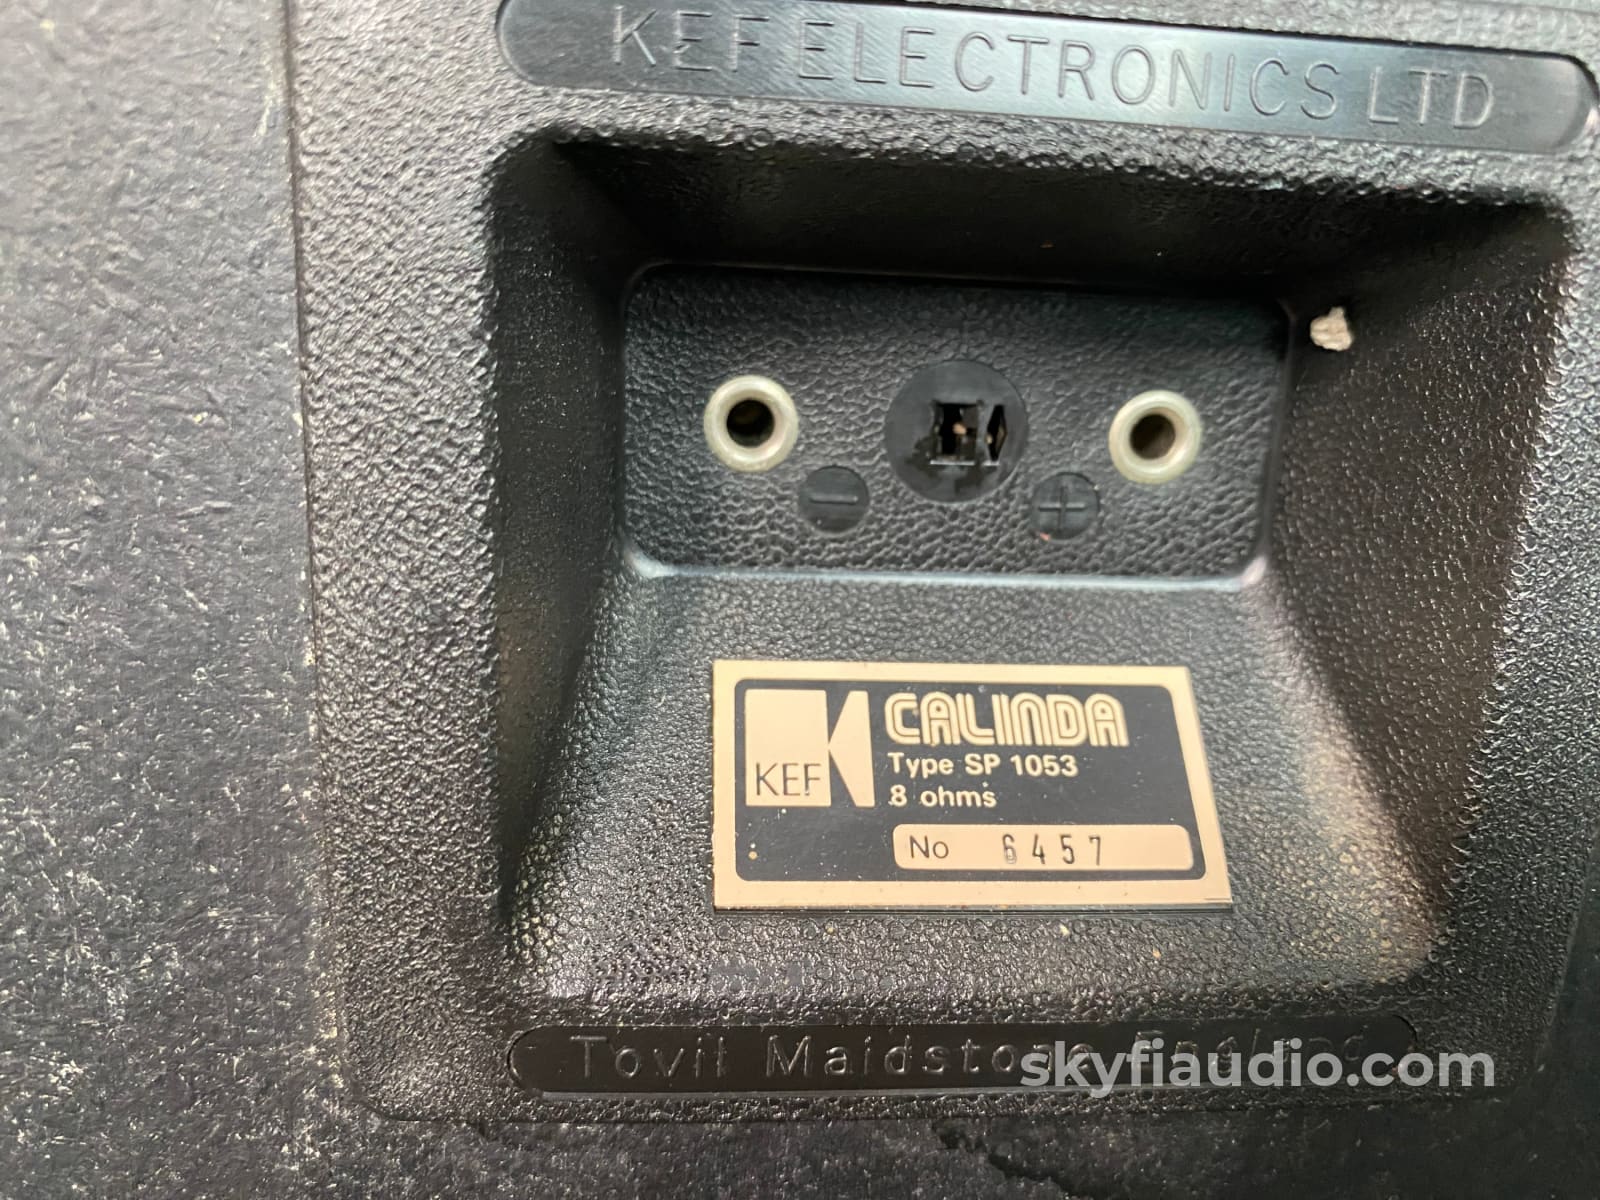 KEF ELECTRONICS LTD
− +
KEF
CALINDA
Type SP 1053
8 ohms
No 6457
Tovil Maidstone England
skyfiaudio.com